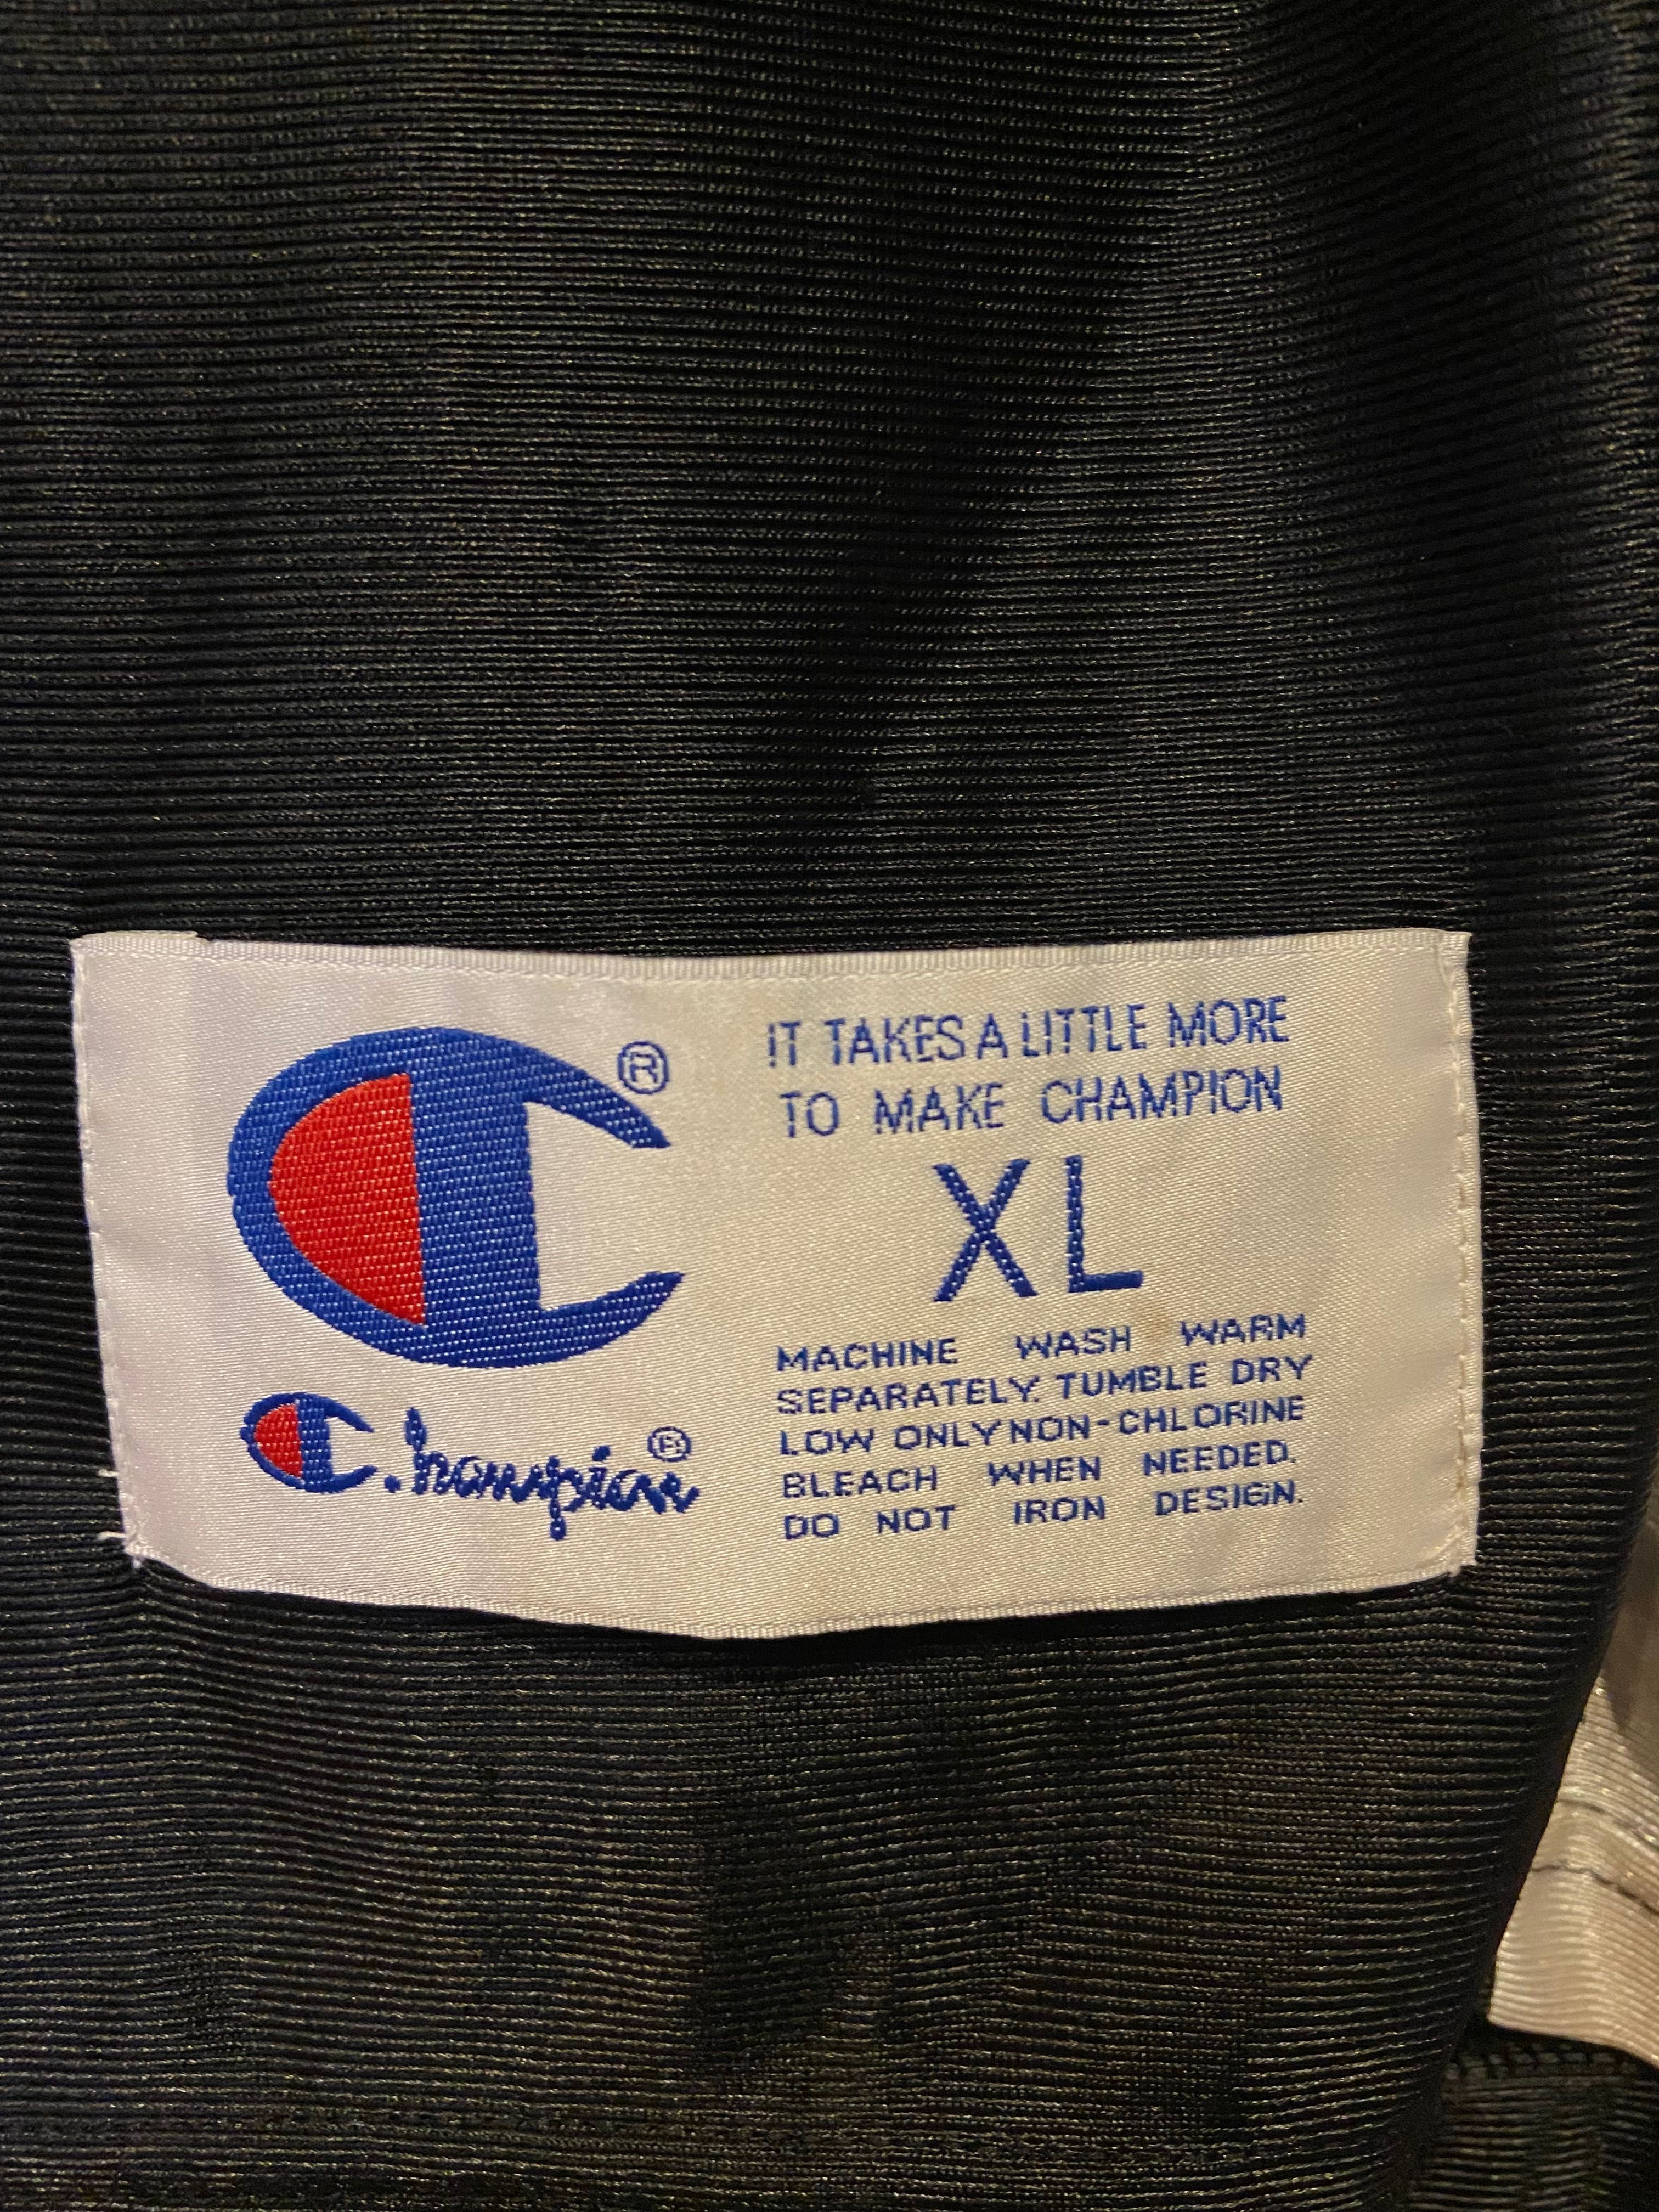 ®
IT TAKES A LITTLE MORE
TO MAKE CHAMPION
XL
Champion®
MACHINE WASH WARM
SEPARATELY. TUMBLE DRY
LOW ONLY NON-CHLORINE
BLEACH WHEN NEEDED.
DO NOT IRON DESIGN.